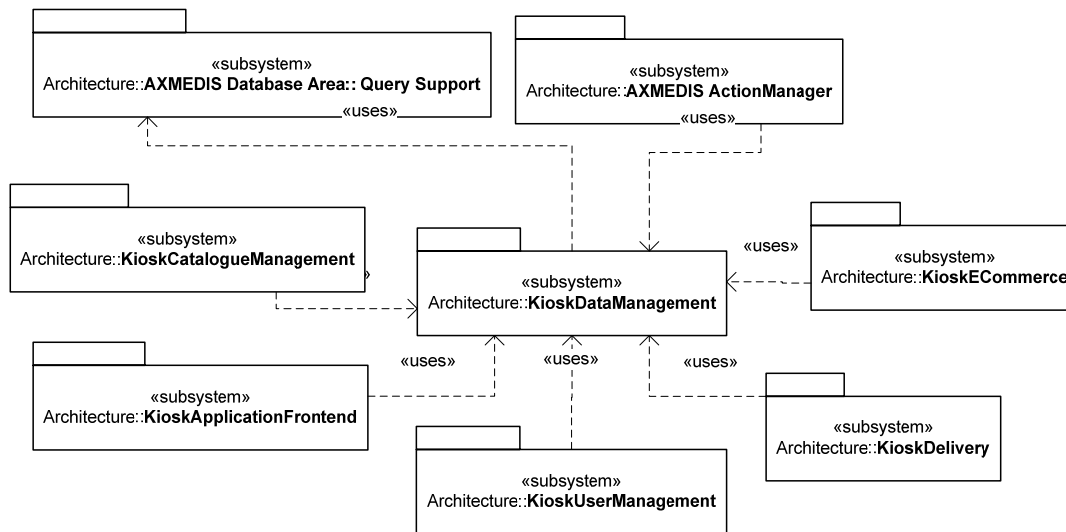 «subsystem»
Architecture::AXMEDIS Database Area:: Query Support
«uses»
«subsystem»
Architecture::AXMEDIS ActionManager
«uses»
«subsystem»
Architecture::KioskCatalogueManagement
«uses»
«subsystem»
Architecture::KioskECommerce
«subsystem»
Architecture::KioskDataManagement
«uses»
«uses»
«uses»
«subsystem»
Architecture::KioskApplicationFrontend
«subsystem»
Architecture::KioskDelivery
«subsystem»
Architecture::KioskUserManagement